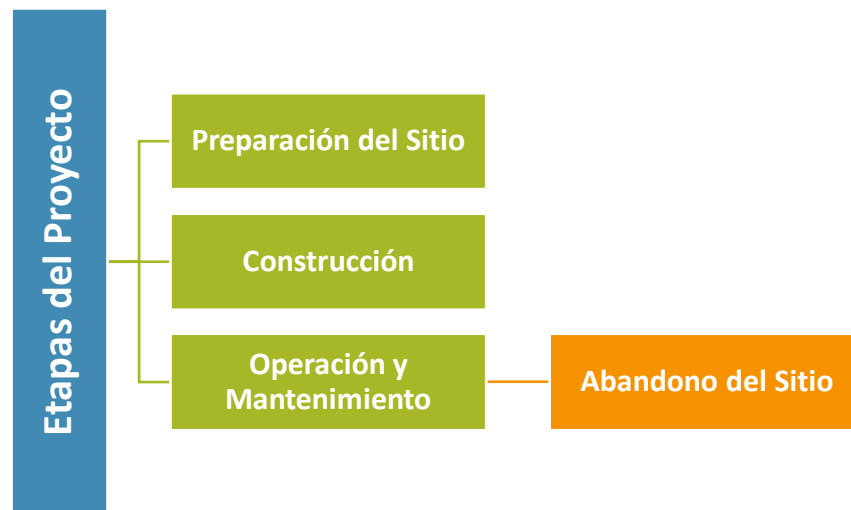 Etapas del Proyecto
Preparación del Sitio
Construcción
Operación y
Mantenimiento
Abandono del Sitio